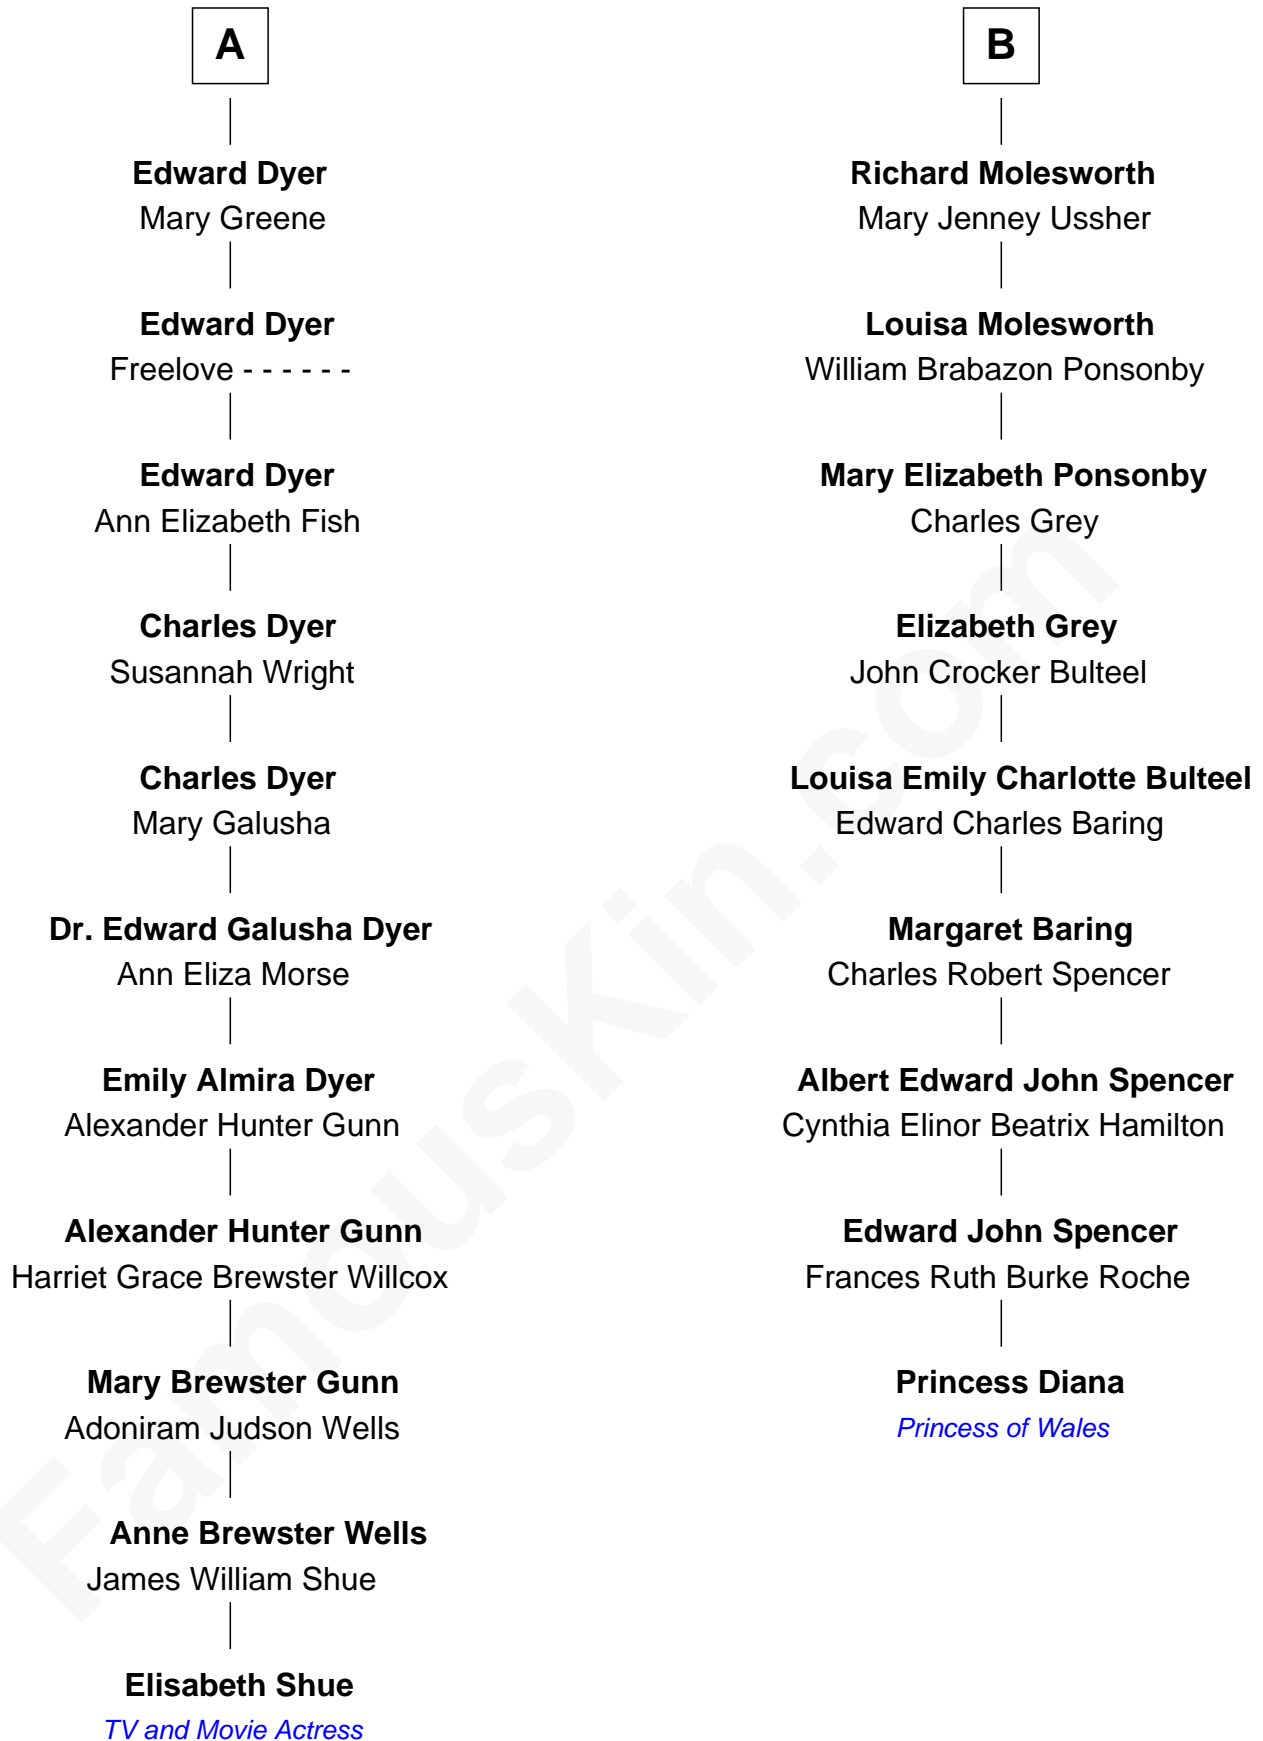 A
Edward Dyer
Mary Greene
Edward Dyer
Freelove - - - - - -
Edward Dyer
Ann Elizabeth Fish
Charles Dyer
Susannah Wright
Charles Dyer
Mary Galusha
Dr. Edward Galusha Dyer
Ann Eliza Morse
Emily Almira Dyer
Alexander Hunter Gunn
Alexander Hunter Gunn
Harriet Grace Brewster Willcox
Mary Brewster Gunn
Adoniram Judson Wells
Anne Brewster Wells
James William Shue
Elisabeth Shue
TV and Movie Actress
B
Richard Molesworth
Mary Jenney Ussher
Louisa Molesworth
William Brabazon Ponsonby
Mary Elizabeth Ponsonby
Charles Grey
Elizabeth Grey
John Crocker Bulteel
Louisa Emily Charlotte Bulteel
Edward Charles Baring
Margaret Baring
Charles Robert Spencer
Albert Edward John Spencer
Cynthia Elinor Beatrix Hamilton
Edward John Spencer
Frances Ruth Burke Roche
Princess Diana
Princess of Wales
FamousKin.com